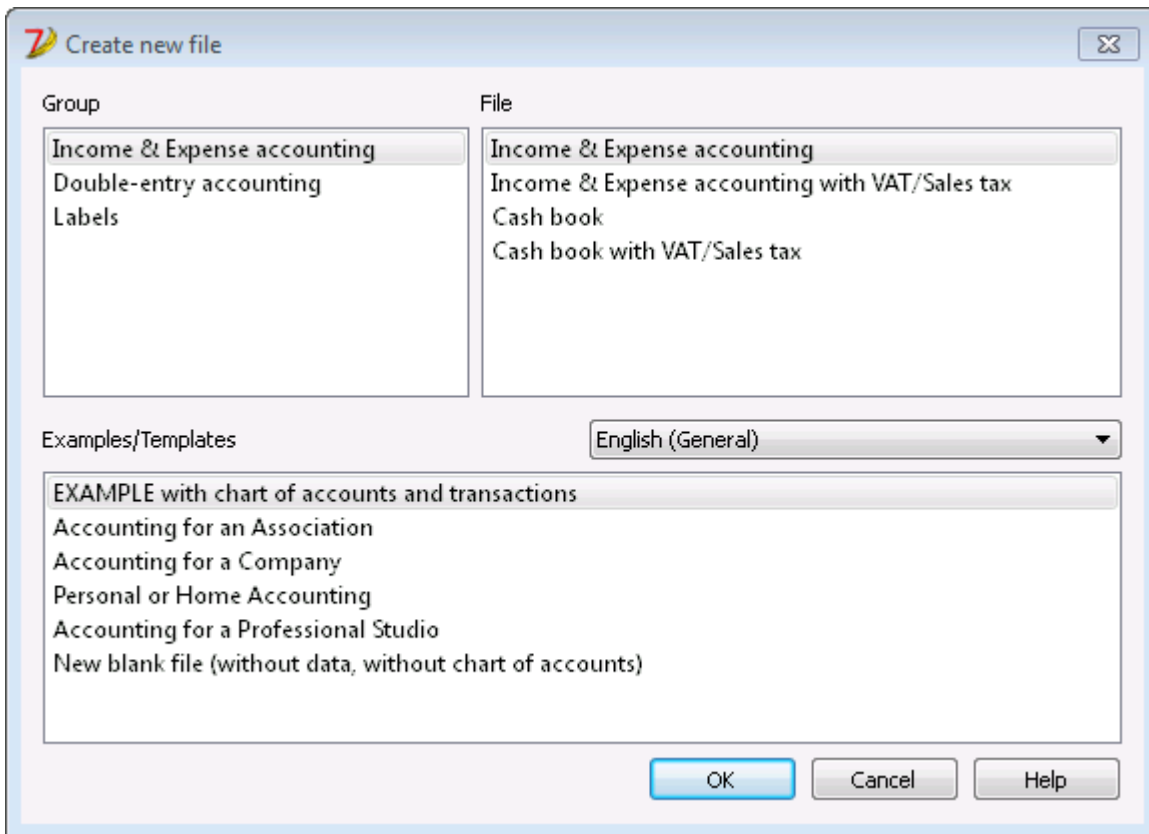 Create new file
Group
File
Income & Expense accounting
Double-entry accounting
Labels
Income & Expense accounting
Income & Expense accounting with VAT/Sales tax
Cash book
Cash book with VAT/Sales tax
Examples/Templates
English (General)
EXAMPLE with chart of accounts and transactions
Accounting for an Association
Accounting for a Company
Personal or Home Accounting
Accounting for a Professional Studio
New blank file (without data, without chart of accounts)
OK
Cancel
Help